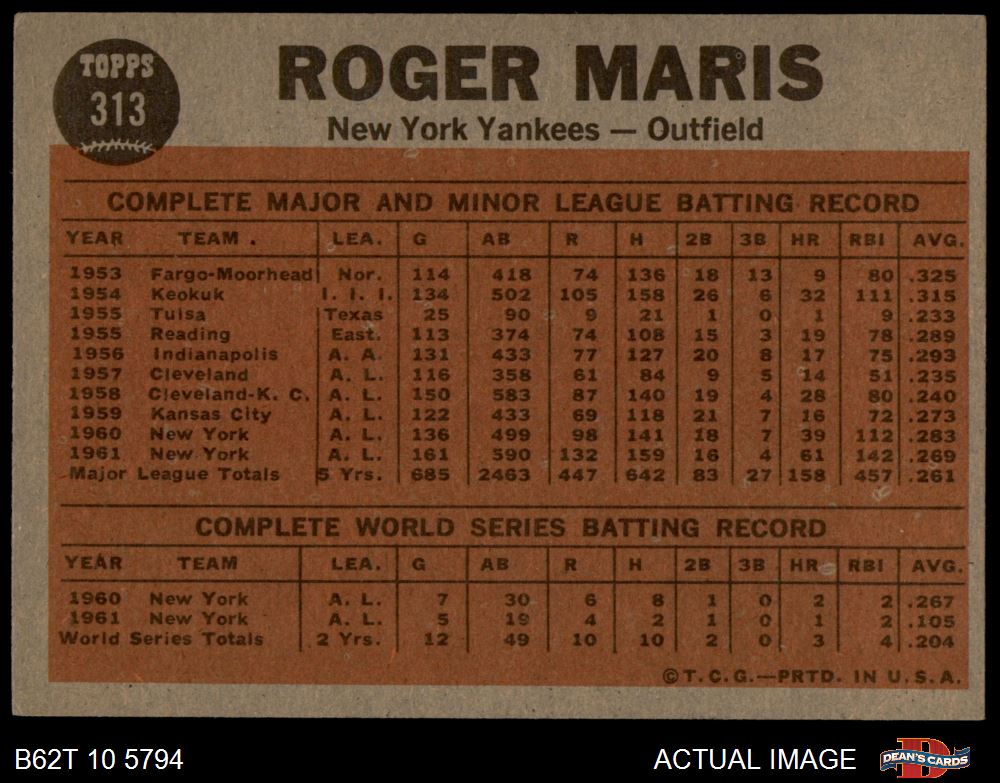 TOPPS
313
ROGER MARIS
New York Yankees — Outfield
COMPLETE MAJOR AND MINOR LEAGUE BATTING RECORD
YEAR TEAM. LEA. G AB R H 2B 3B HR RBI AVG.
1953 Fargo-Moorhead Nor. 114 418 74 136 18 13 9 80 .325
1954 Keokuk I. I. I. 134 502 105 158 26 6 32 111 .315
1955 Tulsa Texas 25 90 9 21 1 0 1 9 .233
1955 Reading East. 113 374 74 108 15 3 19 78 .289
1956 Indianapolis A. A. 131 433 77 127 20 8 17 75 .293
1957 Cleveland A. L. 116 358 61 84 9 5 14 51 .235
1958 Cleveland-K. C. A. L. 150 583 87 140 19 4 28 80 .240
1959 Kansas City A. L. 122 433 69 118 21 7 16 72 .273
1960 New York A. L. 136 499 98 141 18 7 39 112 .283
1961 New York A. L. 161 590 132 159 16 4 61 142 .269
Major League Totals 5 Yrs. 685 2463 447 642 83 27 158 457 .261
COMPLETE WORLD SERIES BATTING RECORD
YEAR TEAM LEA. G AB R H 2B 3B HR RBI AVG.
1960 New York A. L. 7 30 6 8 1 0 2 2 .267
1961 New York A. L. 5 19 4 2 1 0 1 2 .105
World Series Totals 2 Yrs. 12 49 10 10 2 0 3 4 .204
©T.C.G.—PRTD. IN U.S.A.
B62T 10 5794 ACTUAL IMAGE DEAN'S CARDS